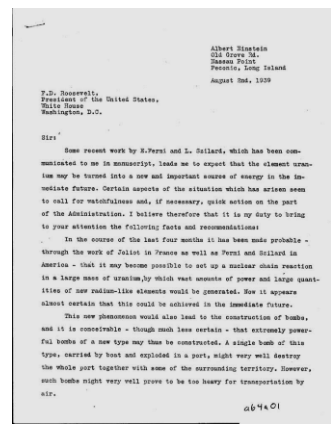 Albert Einstein
Old Grove Rd.
Nassau Point
Peconic, Long Island
August 2nd, 1939
F.D. Roosevelt,
President of the United States,
White House
Washington, D.C.
Sir:
Some recent work by E.Fermi and L. Szilard, which has been com-
municated to me in manuscript, leads me to expect that the element uran-
ium may be turned into a new and important source of energy in the im-
mediate future. Certain aspects of the situation which has arisen seem
to call for watchfulness and, if necessary, quick action on the part
of the Administration. I believe therefore that it is my duty to bring
to your attention the following facts and recommendations:
In the course of the last four months it has been made probable -
through the work of Joliot in France as well as Fermi and Szilard in
America - that it may become possible to set up a nuclear chain reaction
in a large mass of uranium,by which vast amounts of power and large quant-
ities of new radium-like elements would be generated. Now it appears
almost certain that this could be achieved in the immediate future.
This new phenomenon would also lead to the construction of bombs,
and it is conceivable - though much less certain - that extremely power-
ful bombs of a new type may thus be constructed. A single bomb of this
type, carried by boat and exploded in a port, might very well destroy
the whole port together with some of the surrounding territory. However,
such bombs might very well prove to be too heavy for transportation by
air.
a64a01